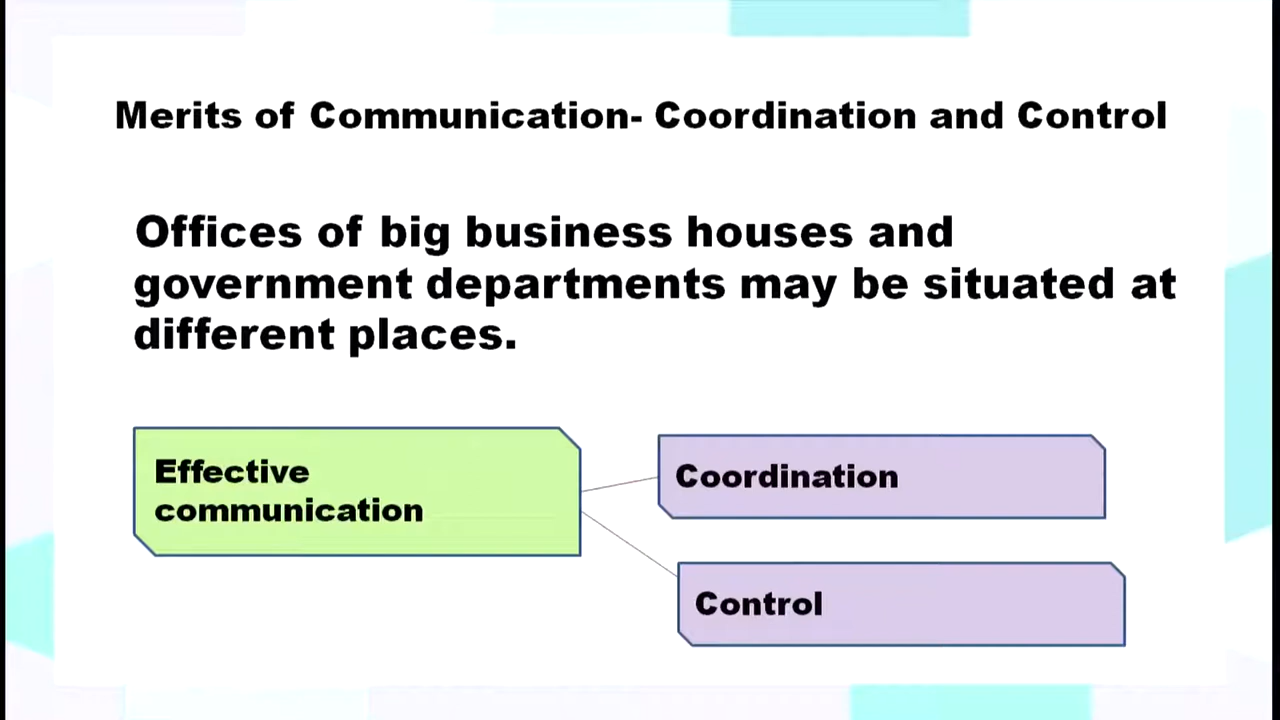 Merits of Communication- Coordination and Control
Offices of big business houses and
government departments may be situated at
different places.
Effective
communication
Coordination
Control